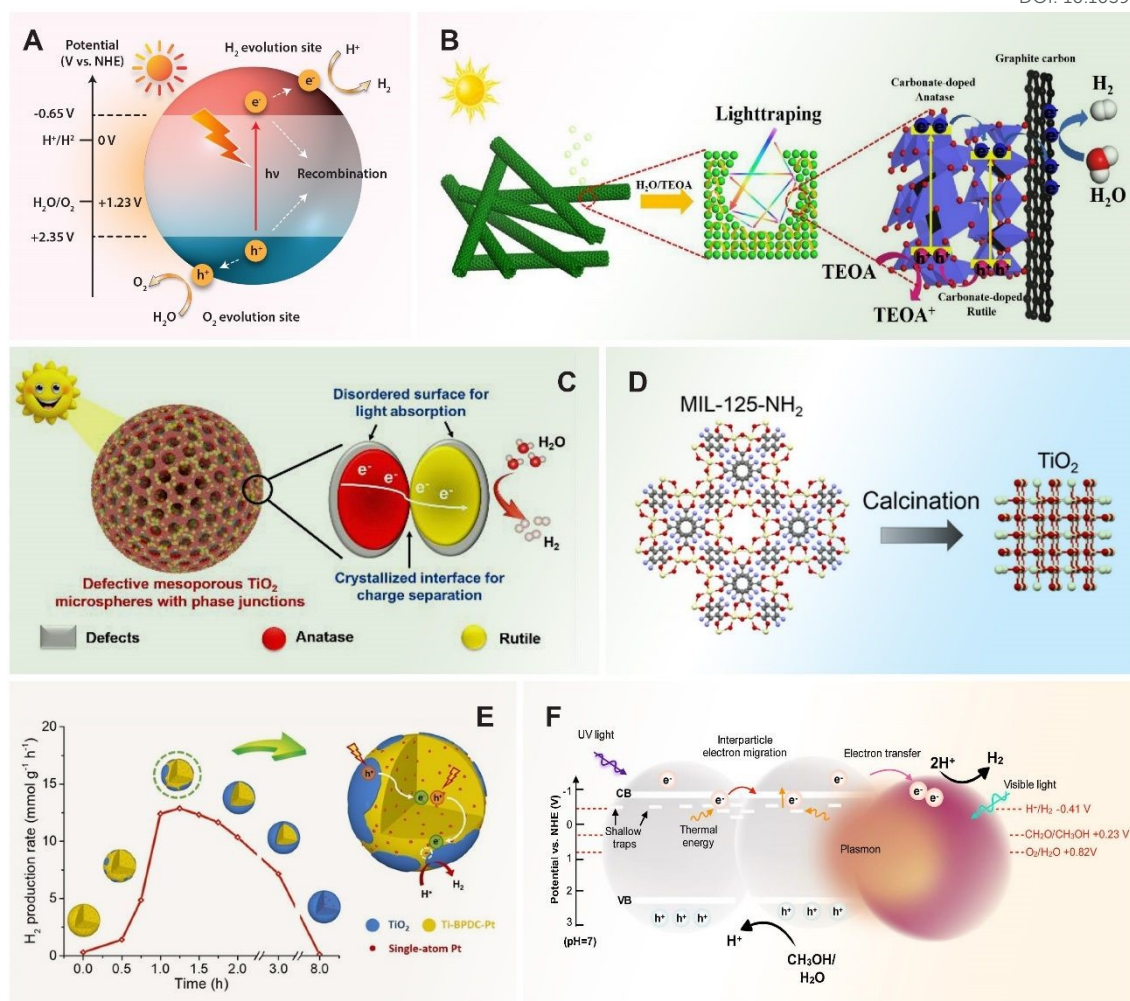 DOI: 10.1039
A
Potential
(V vs. NHE)
-0.65 V
H⁺/H²
0 V
H₂O/O₂
+1.23 V
+2.35 V
H₂ evolution site
H⁺
H₂
e⁻
e⁻
hν
Recombination
h⁺
h⁺
O₂
H₂O
O₂ evolution site
B
H₂O/TEOA
Lighttraping
Carbonate-doped
Anatase
Graphite carbon
H₂
H₂O
e⁻ e⁻
e⁻ e⁻
h⁺ h⁺
h⁺ h⁺
TEOA
TEOA⁺
Carbonate-doped
Rutile
C
Disordered surface for
light absorption
H₂O
e⁻
e⁻
e⁻
e⁻
H₂
Crystallized interface for
charge separation
Defective mesoporous TiO₂
microspheres with phase junctions
Defects
Anatase
Rutile
D
MIL-125-NH₂
Calcination
TiO₂
E
H₂ production rate (mmol g⁻¹ h⁻¹)
20
15
10
5
0
0.0
0.5
1.0
1.5
2.0
3.0
8.0
Time (h)
h⁺
e
h⁺
e
H⁺
H₂
TiO₂
Ti-BPDC-Pt
Single-atom Pt
F
UV light
Interparticle
electron migration
Electron transfer
2H⁺
H₂
Visible light
Potential vs. NHE (V)
-1
0
1
2
3
(pH=7)
CB
VB
e⁻
e⁻
e⁻
e⁻
e⁻
e⁻
Shallow
traps
Thermal
energy
Plasmon
H⁺/H₂ -0.41 V
CH₂O/CH₃OH +0.23 V
O₂/H₂O +0.82V
h⁺ h⁺ h⁺
h⁺ h⁺ h⁺
H⁺
CH₃OH/
H₂O